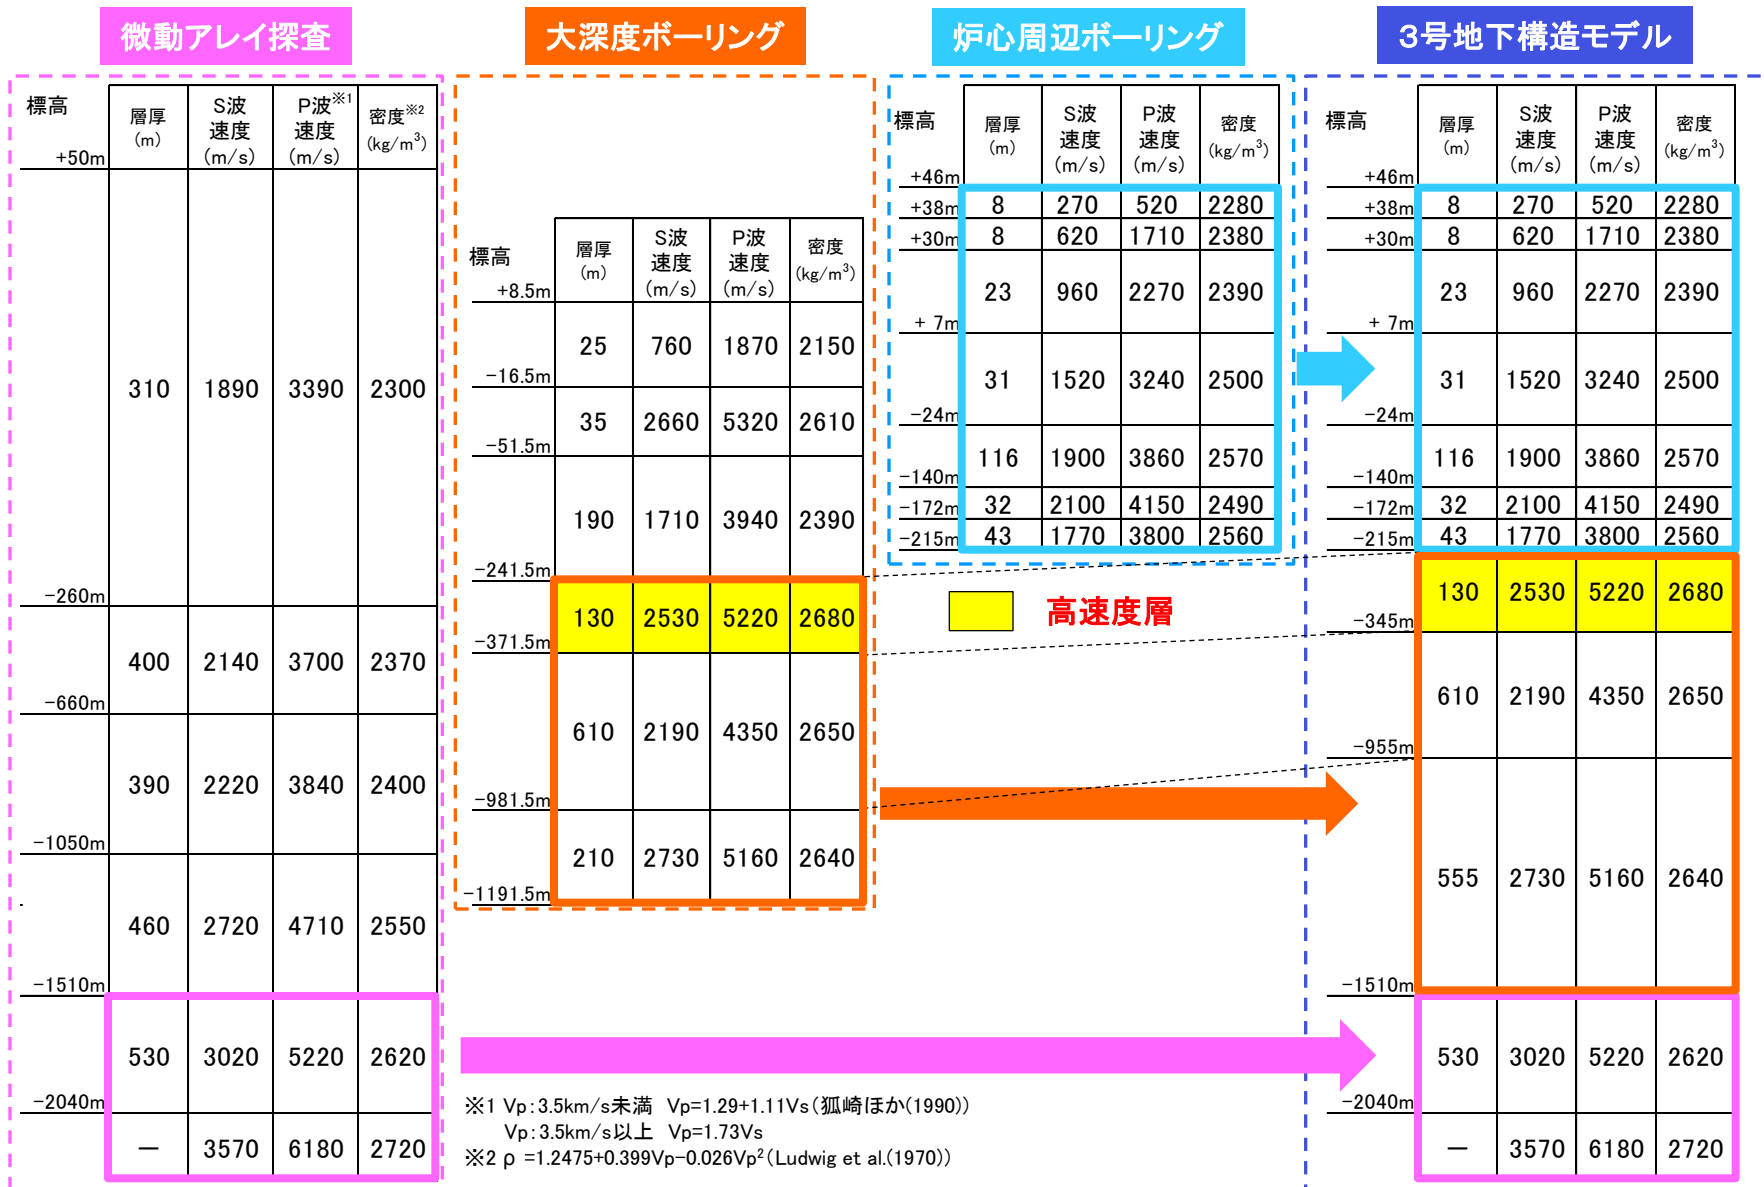 微動アレイ探査
標高
層厚
(m)
S波
速度
(m/s)
P波※1
速度
(m/s)
密度※2
(kg/m3)
+50m
310 1890 3390 2300
-260m
400 2140 3700 2370
-660m
390 2220 3840 2400
-1050m
460 2720 4710 2550
-1510m
530 3020 5220 2620
-2040m
― 3570 6180 2720
大深度ボーリング
標高
層厚
(m)
S波
速度
(m/s)
P波
速度
(m/s)
密度
(kg/m3)
+8.5m
25 760 1870 2150
-16.5m
35 2660 5320 2610
-51.5m
190 1710 3940 2390
-241.5m
130 2530 5220 2680
-371.5m
610 2190 4350 2650
-981.5m
210 2730 5160 2640
-1191.5m
炉心周辺ボーリング
標高
層厚
(m)
S波
速度
(m/s)
P波
速度
(m/s)
密度
(kg/m3)
+46m
8 270 520 2280
+38m
8 620 1710 2380
+30m
23 960 2270 2390
+ 7m
31 1520 3240 2500
-24m
116 1900 3860 2570
-140m
32 2100 4150 2490
-172m
43 1770 3800 2560
-215m
高速度層
3号地下構造モデル
標高
層厚
(m)
S波
速度
(m/s)
P波
速度
(m/s)
密度
(kg/m3)
+46m
8 270 520 2280
+38m
8 620 1710 2380
+30m
23 960 2270 2390
+ 7m
31 1520 3240 2500
-24m
116 1900 3860 2570
-140m
32 2100 4150 2490
-172m
43 1770 3800 2560
-215m
130 2530 5220 2680
-345m
610 2190 4350 2650
-955m
555 2730 5160 2640
-1510m
530 3020 5220 2620
-2040m
― 3570 6180 2720
※1 Vp:3.5km/s未満 Vp=1.29+1.11Vs(狐崎ほか(1990))
Vp:3.5km/s以上 Vp=1.73Vs
※2 ρ =1.2475+0.399Vp-0.026Vp2(Ludwig et al.(1970))